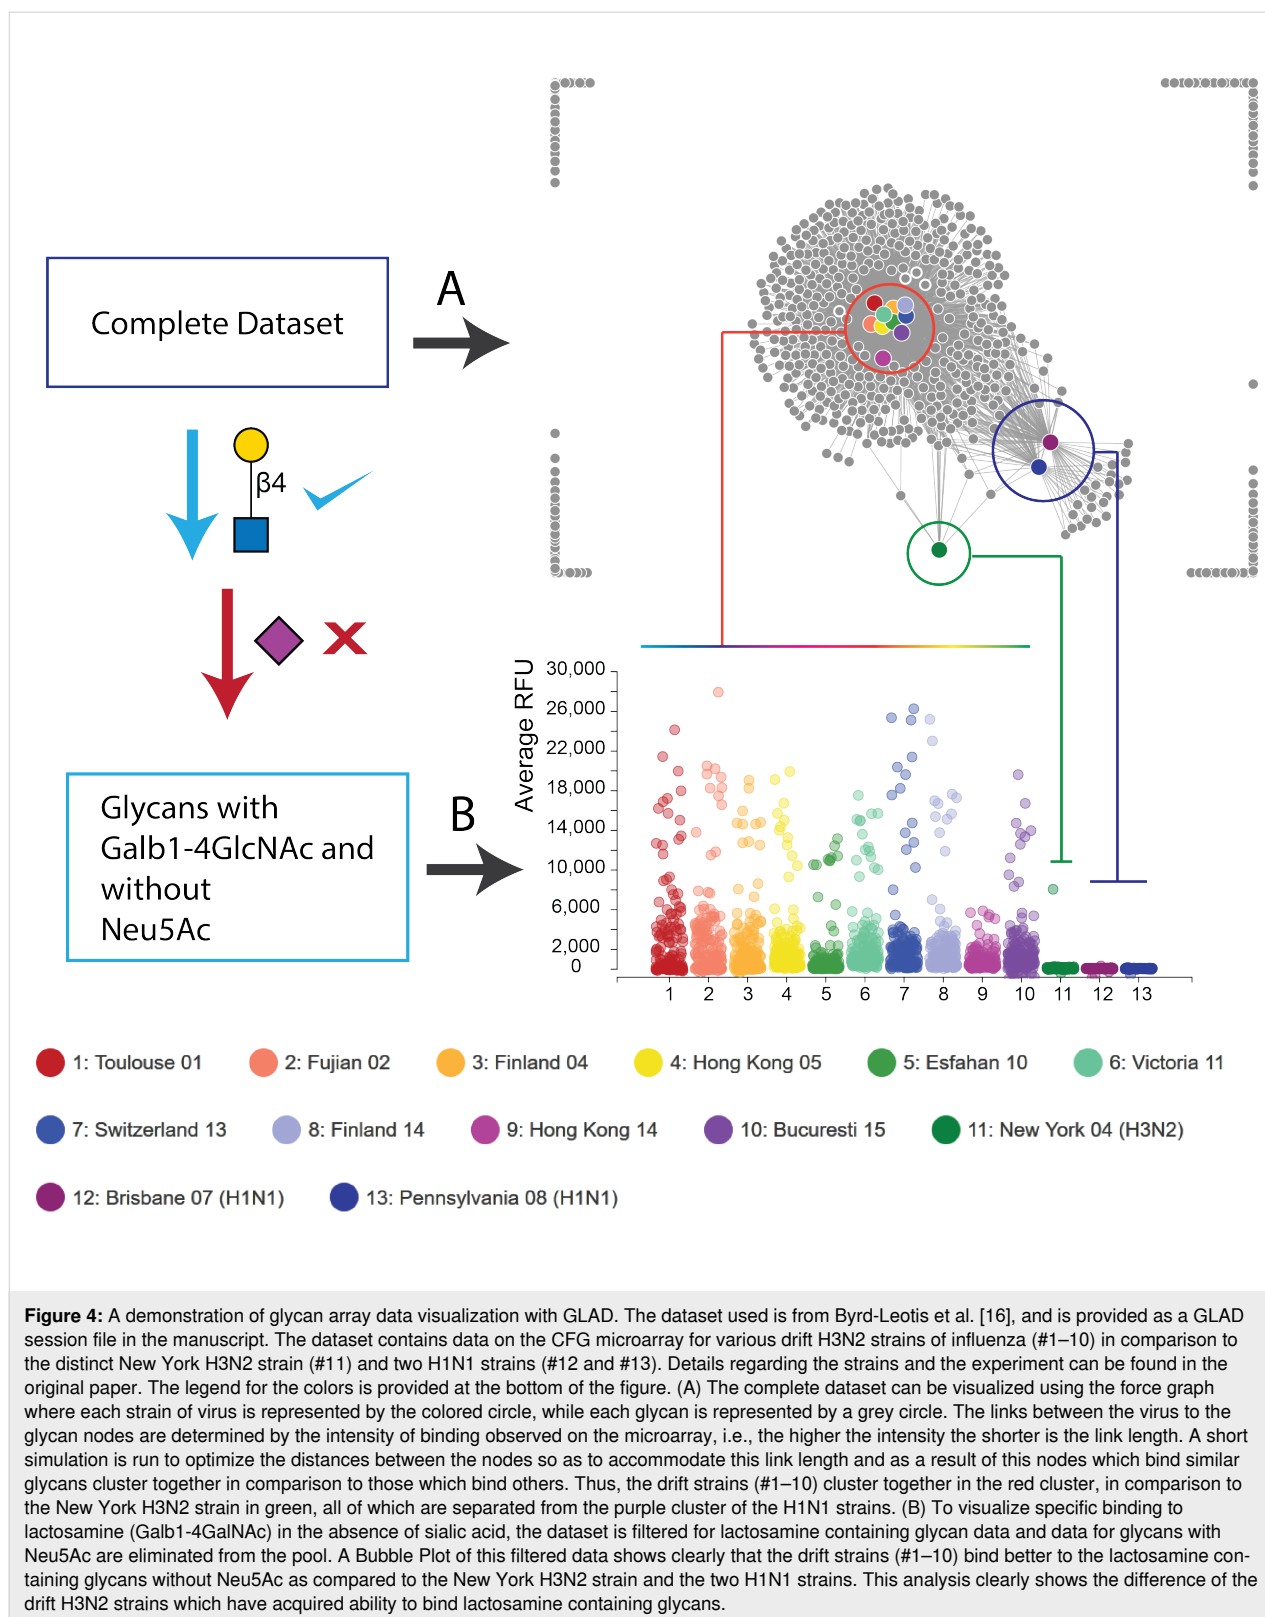 A
Complete Dataset
β4
Glycans with
Galb1-4GlcNAc and
without
Neu5Ac
B
Average RFU
30,000
26,000
22,000
18,000
14,000
10,000
6,000
2,000
0
1 2 3 4 5 6 7 8 9 10 11 12 13
1: Toulouse 01 2: Fujian 02 3: Finland 04 4: Hong Kong 05 5: Esfahan 10 6: Victoria 11
7: Switzerland 13 8: Finland 14 9: Hong Kong 14 10: Bucuresti 15 11: New York 04 (H3N2)
12: Brisbane 07 (H1N1) 13: Pennsylvania 08 (H1N1)
Figure 4: A demonstration of glycan array data visualization with GLAD. The dataset used is from Byrd-Leotis et al. [16], and is provided as a GLAD
session file in the manuscript. The dataset contains data on the CFG microarray for various drift H3N2 strains of influenza (#1–10) in comparison to
the distinct New York H3N2 strain (#11) and two H1N1 strains (#12 and #13). Details regarding the strains and the experiment can be found in the
original paper. The legend for the colors is provided at the bottom of the figure. (A) The complete dataset can be visualized using the force graph
where each strain of virus is represented by the colored circle, while each glycan is represented by a grey circle. The links between the virus to the
glycan nodes are determined by the intensity of binding observed on the microarray, i.e., the higher the intensity the shorter is the link length. A short
simulation is run to optimize the distances between the nodes so as to accommodate this link length and as a result of this nodes which bind similar
glycans cluster together in comparison to those which bind others. Thus, the drift strains (#1–10) cluster together in the red cluster, in comparison to
the New York H3N2 strain in green, all of which are separated from the purple cluster of the H1N1 strains. (B) To visualize specific binding to
lactosamine (Galb1-4GalNAc) in the absence of sialic acid, the dataset is filtered for lactosamine containing glycan data and data for glycans with
Neu5Ac are eliminated from the pool. A Bubble Plot of this filtered data shows clearly that the drift strains (#1–10) bind better to the lactosamine con-
taining glycans without Neu5Ac as compared to the New York H3N2 strain and the two H1N1 strains. This analysis clearly shows the difference of the
drift H3N2 strains which have acquired ability to bind lactosamine containing glycans.